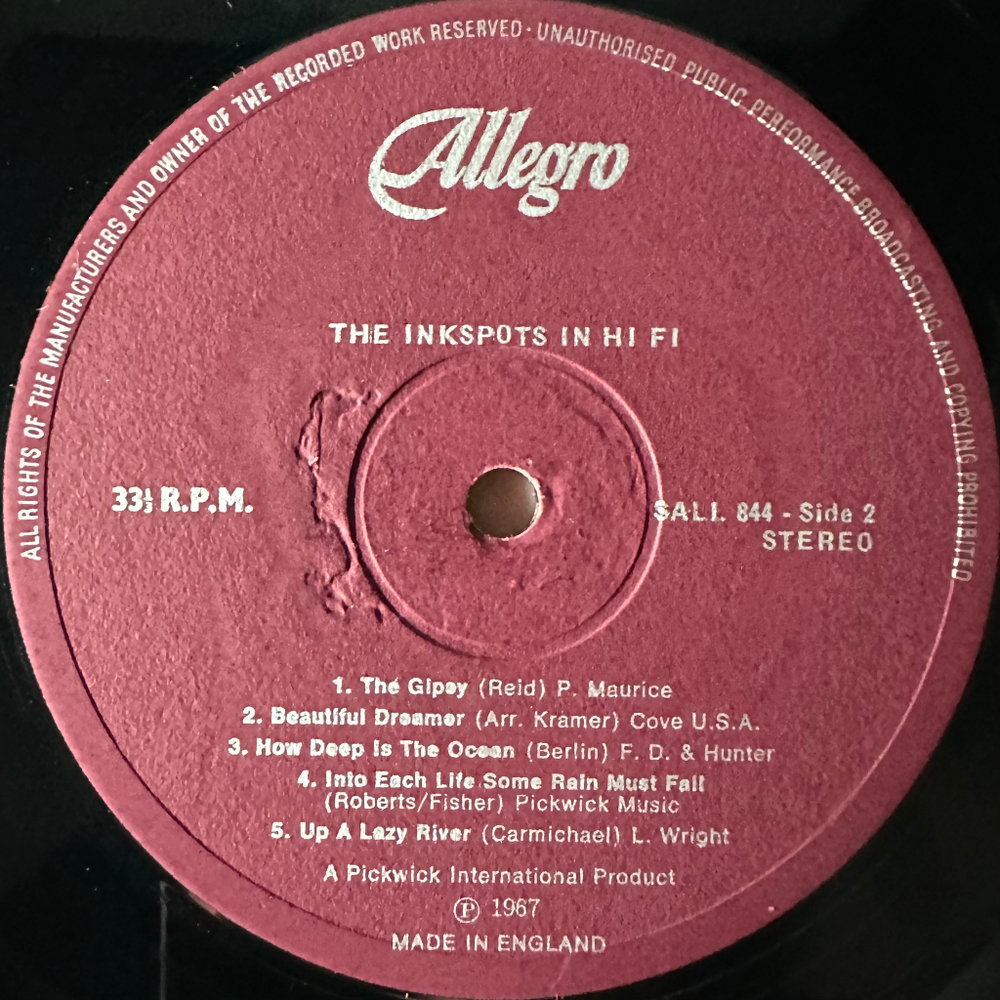 ALL RIGHTS OF THE MANUFACTURERS AND OWNER OF THE RECORDED WORK RESERVED · UNAUTHORISED PUBLIC PERFORMANCE BROADCASTING AND COPYING PROHIBITED
Allegro
THE INKSPOTS IN HI FI
33⅓ R.P.M.
SALL 844 - Side 2
STEREO
1. The Gipsy (Reid) P. Maurice
2. Beautiful Dreamer (Arr. Kramer) Cove U.S.A.
3. How Deep Is The Ocean (Berlin) F. D. & Hunter
4. Into Each Life Some Rain Must Fall
(Roberts/Fisher) Pickwick Music
5. Up A Lazy River (Carmichael) L. Wright
A Pickwick International Product
℗ 1967
MADE IN ENGLAND